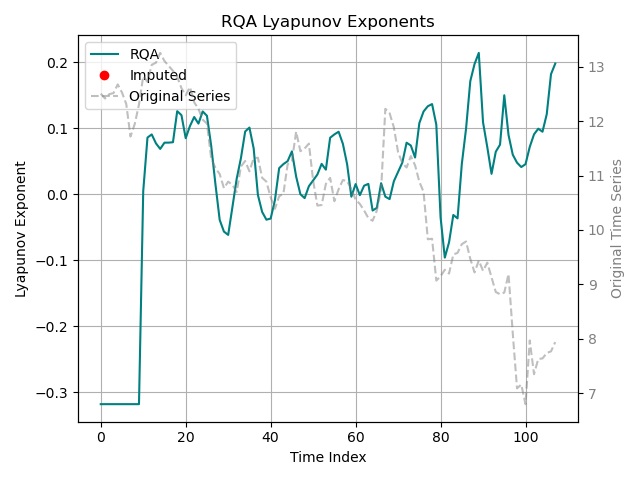 RQA Lyapunov Exponents
RQA
Imputed
Original Series
0.2
0.1
0.0
−0.1
−0.2
−0.3
Lyapunov Exponent
13
12
11
10
9
8
7
Original Time Series
0 20 40 60 80 100
Time Index